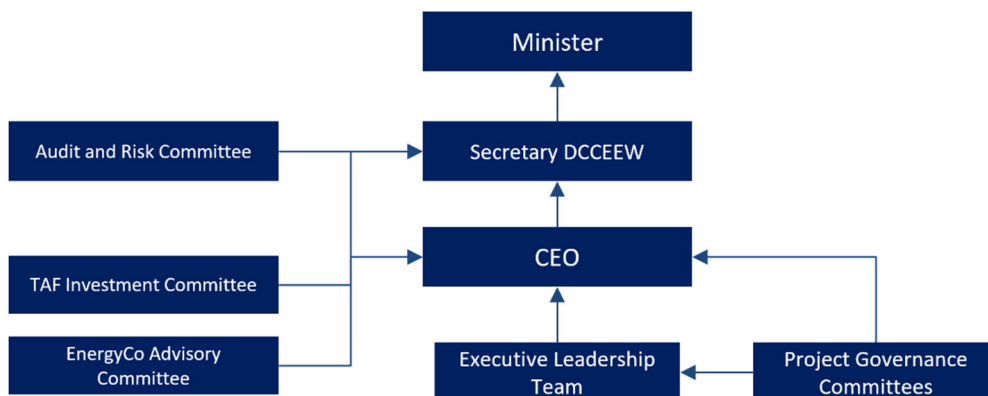 Minister
Audit and Risk Committee
Secretary DCCEEW
CEO
TAF Investment Committee
EnergyCo Advisory
Committee
Executive Leadership
Team
Project Governance
Committees